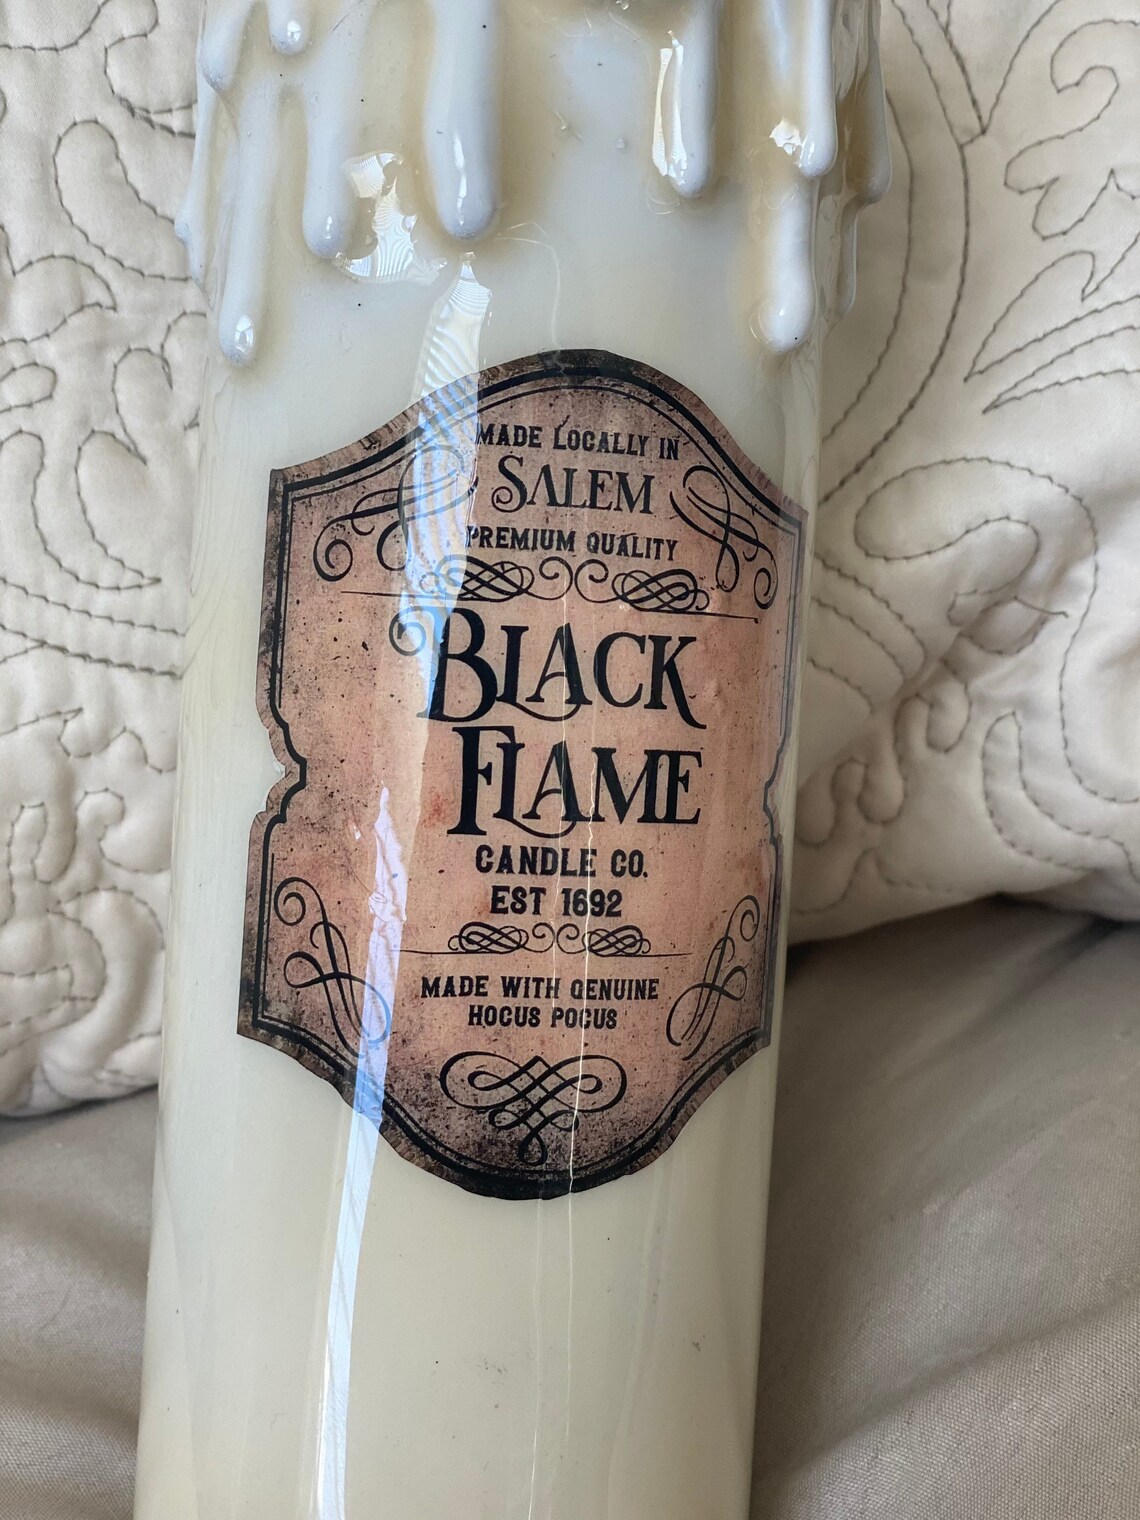 MADE LOCALLY IN
SALEM
PREMIUM QUALITY
BLACK
FLAME
CANDLE CO.
EST 1692
MADE WITH GENUINE
HOCUS POCUS